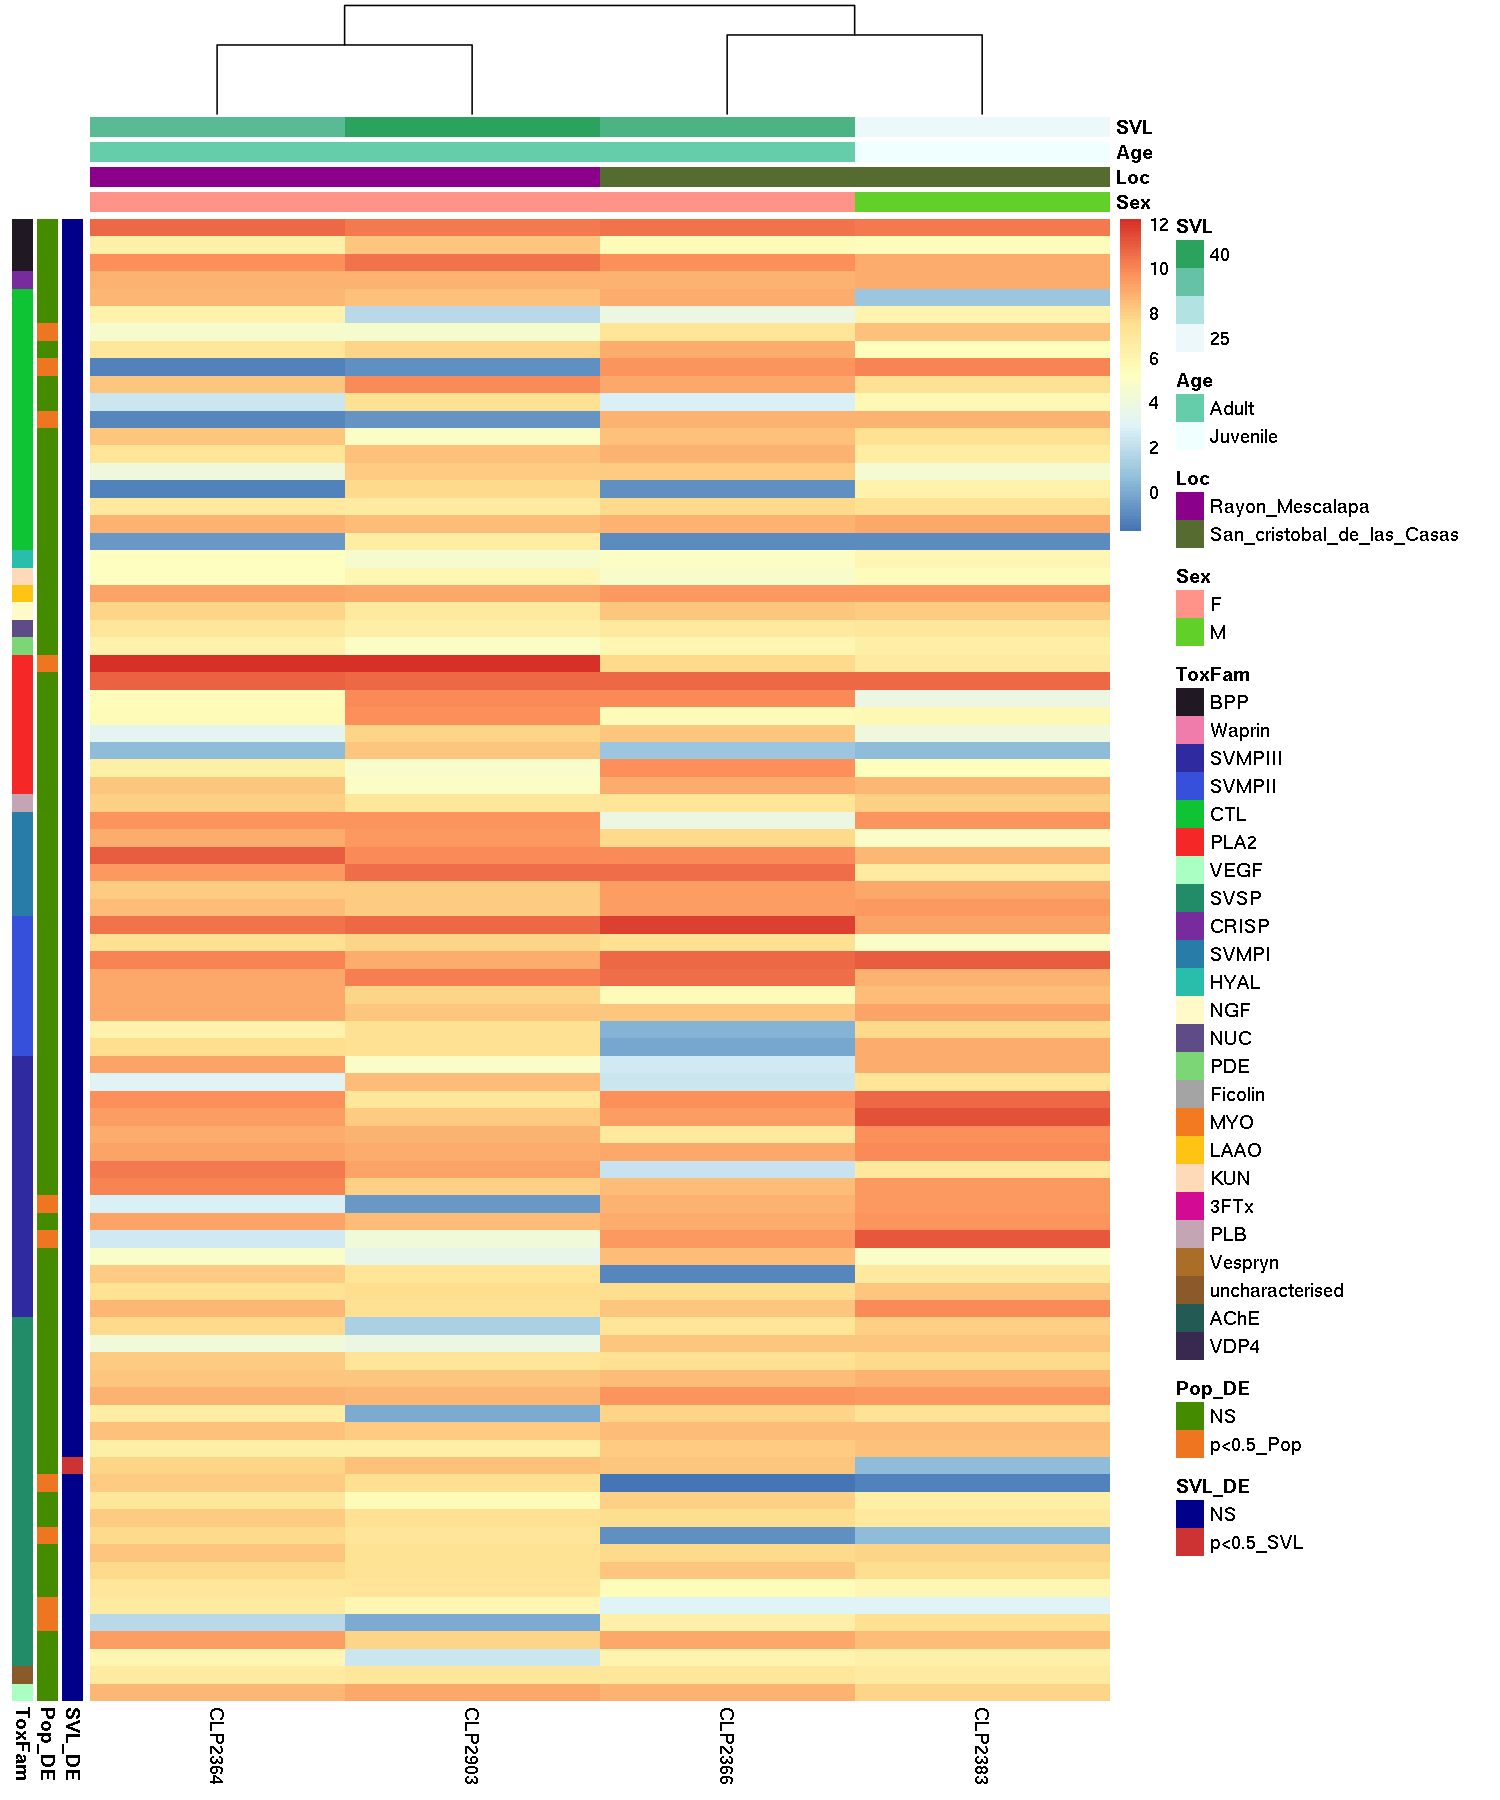 SVL
Age
Loc
Sex
12
10
8
6
4
2
0
SVL
40
25
Age
Adult
Juvenile
Loc
Rayon_Mescalapa
San_cristobal_de_las_Casas
Sex
F
M
ToxFam
BPP
Waprin
SVMPIII
SVMPII
CTL
PLA2
VEGF
SVSP
CRISP
SVMPI
HYAL
NGF
NUC
PDE
Ficolin
MYO
LAAO
KUN
3FTx
PLB
Vespryn
uncharacterised
AChE
VDP4
Pop_DE
NS
p<0.5_Pop
SVL_DE
NS
p<0.5_SVL
ToxFam
Pop_DE
SVL_DE
CLP2364
CLP2903
CLP2366
CLP2383